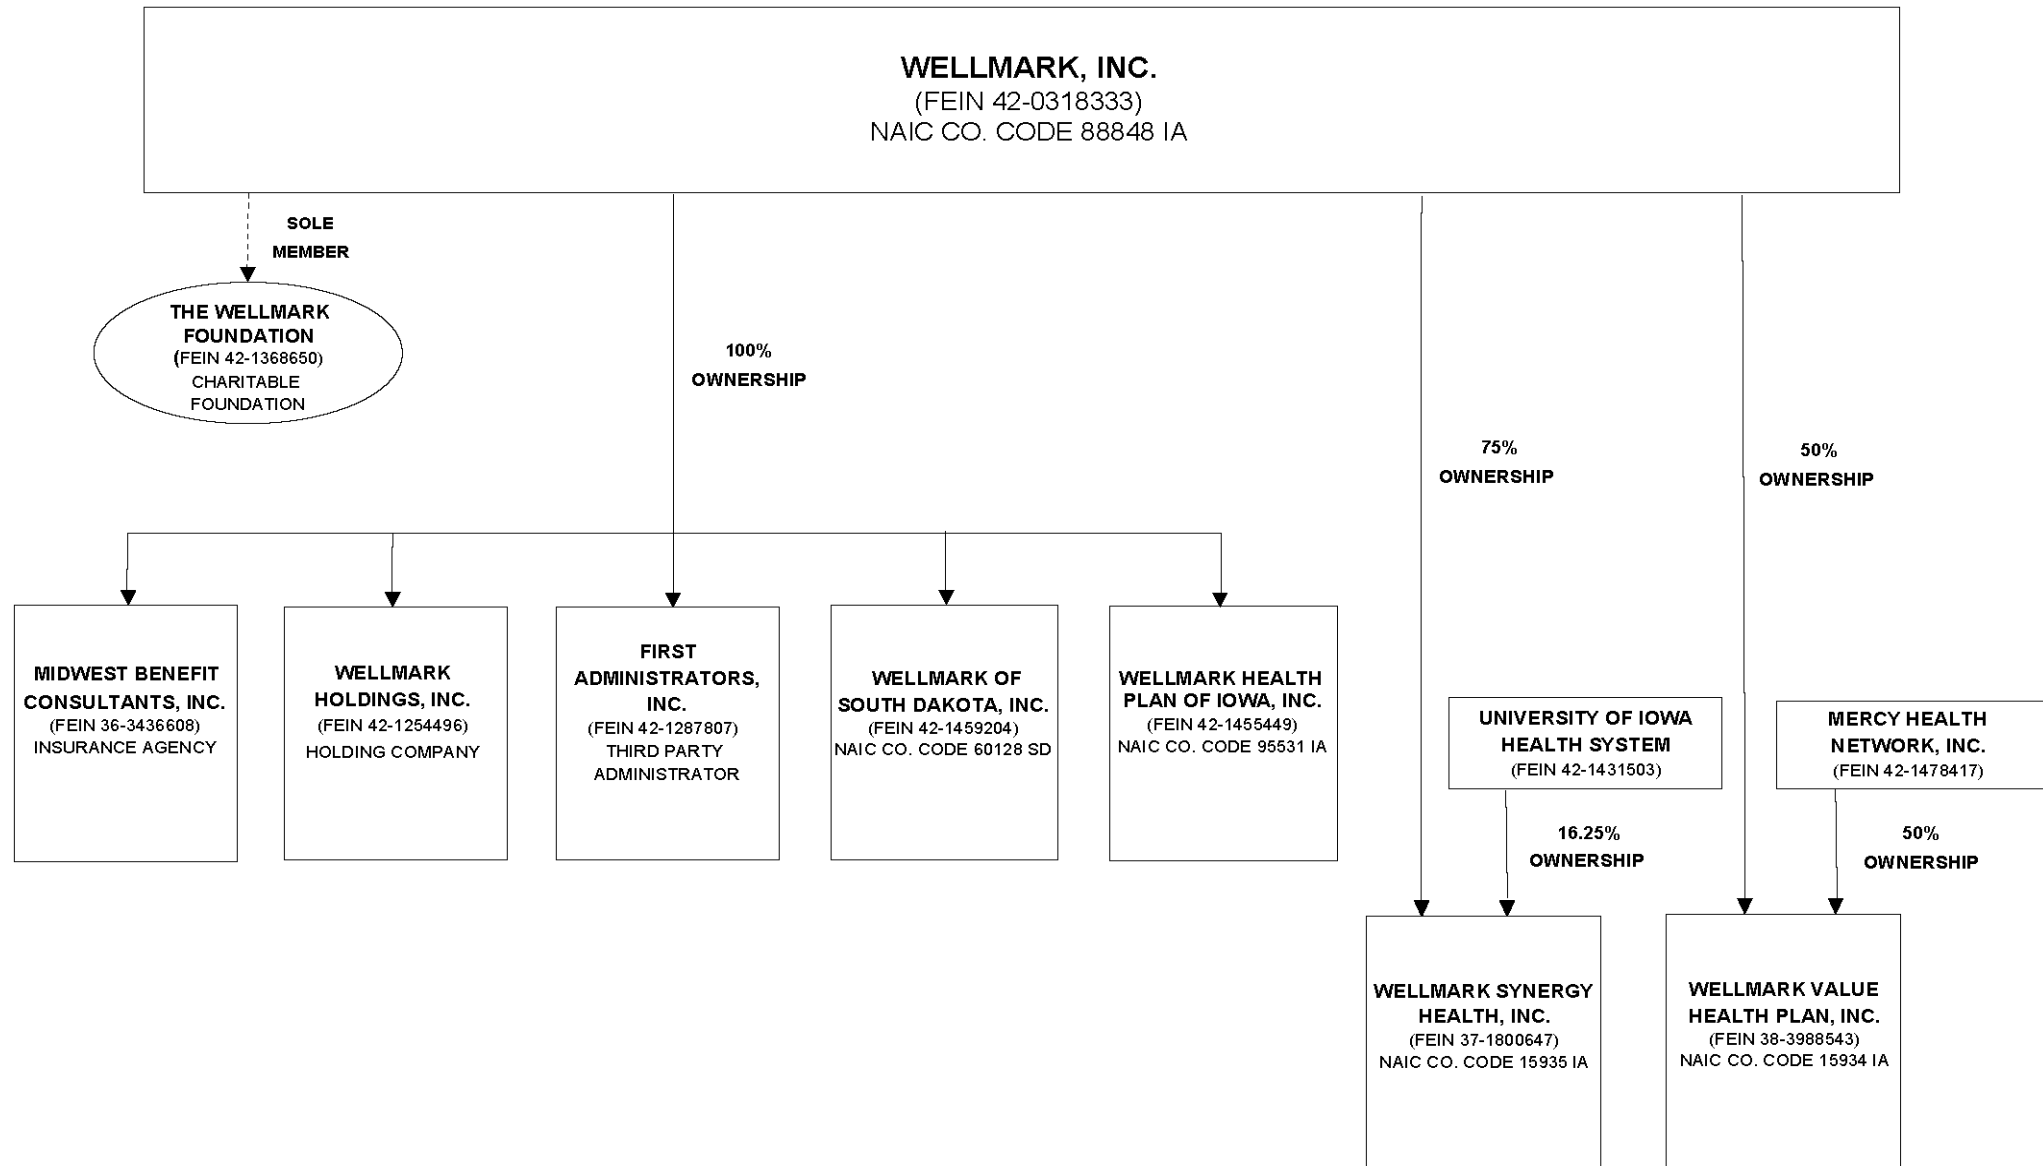 WELLMARK, INC.
(FEIN 42-0318333)
NAIC CO. CODE 88848 IA
SOLE
MEMBER
THE WELLMARK
FOUNDATION
(FEIN 42-1368650)
CHARITABLE
FOUNDATION
100%
OWNERSHIP
75%
OWNERSHIP
50%
OWNERSHIP
MIDWEST BENEFIT
CONSULTANTS, INC.
(FEIN 36-3436608)
INSURANCE AGENCY
WELLMARK
HOLDINGS, INC.
(FEIN 42-1254496)
HOLDING COMPANY
FIRST
ADMINISTRATORS,
INC.
(FEIN 42-1287807)
THIRD PARTY
ADMINISTRATOR
WELLMARK OF
SOUTH DAKOTA, INC.
(FEIN 42-1459204)
NAIC CO. CODE 60128 SD
WELLMARK HEALTH
PLAN OF IOWA, INC.
(FEIN 42-1455449)
NAIC CO. CODE 95531 IA
UNIVERSITY OF IOWA
HEALTH SYSTEM
(FEIN 42-1431503)
MERCY HEALTH
NETWORK, INC.
(FEIN 42-1478417)
16.25%
OWNERSHIP
50%
OWNERSHIP
WELLMARK SYNERGY
HEALTH, INC.
(FEIN 37-1800647)
NAIC CO. CODE 15935 IA
WELLMARK VALUE
HEALTH PLAN, INC.
(FEIN 38-3988543)
NAIC CO. CODE 15934 IA